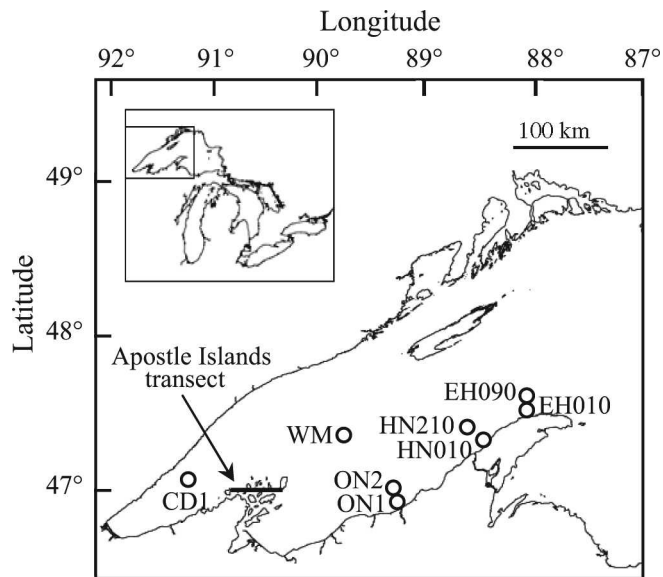 Longitude
92° 91° 90° 89° 88° 87°
100 km
49°
Latitude
48°
Apostle Islands
transect
EH090
EH010
HN210
WM
HN010
47°
ON2
CD1
ON1